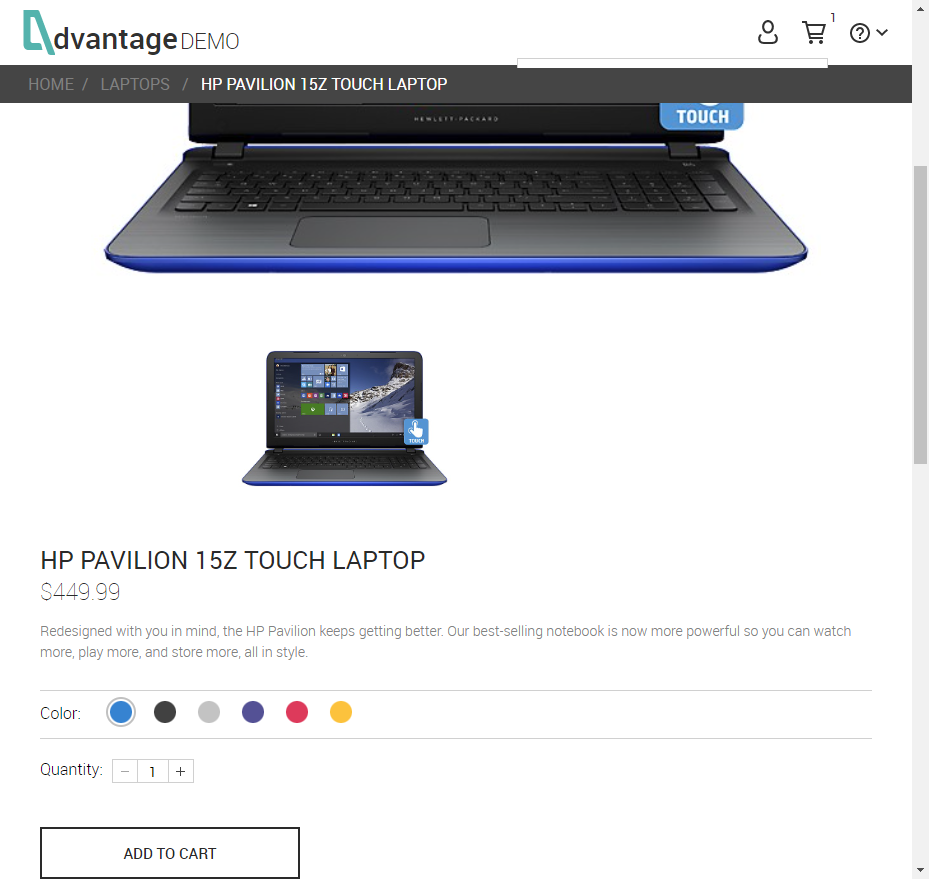 dvantage DEMO
1
HOME / LAPTOPS / HP PAVILION 15Z TOUCH LAPTOP
HEWLETT-PACKARD
TOUCH
TOUCH
HP PAVILION 15Z TOUCH LAPTOP
$449.99
Redesigned with you in mind, the HP Pavilion keeps getting better. Our best-selling notebook is now more powerful so you can watch
more, play more, and store more, all in style.
Color:
Quantity:
− 1 +
ADD TO CART